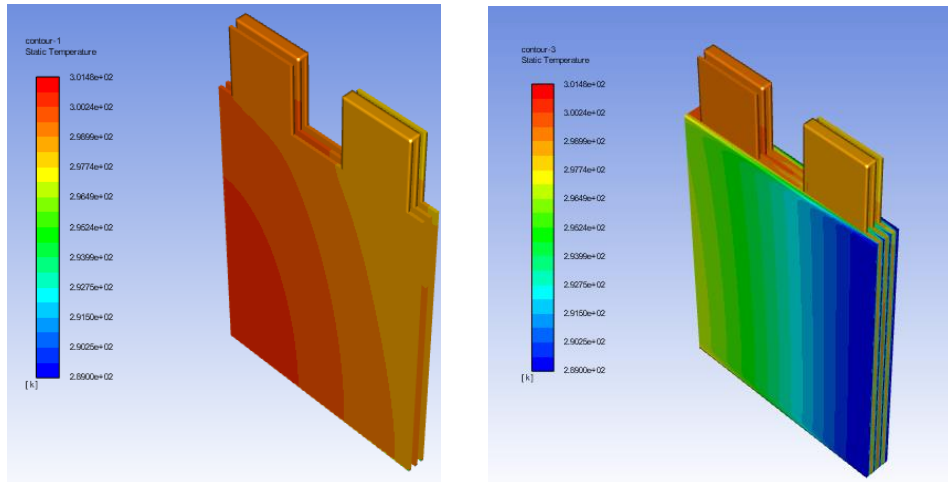 contour-1
Static Temperature
3.0148e+02
3.0024e+02
2.9899e+02
2.9774e+02
2.9649e+02
2.9524e+02
2.9399e+02
2.9275e+02
2.9150e+02
2.9025e+02
2.8900e+02
[ k]
contour-3
Static Temperature
3.0148e+02
3.0024e+02
2.9899e+02
2.9774e+02
2.9649e+02
2.9524e+02
2.9399e+02
2.9275e+02
2.9150e+02
2.9025e+02
2.8900e+02
[ k]